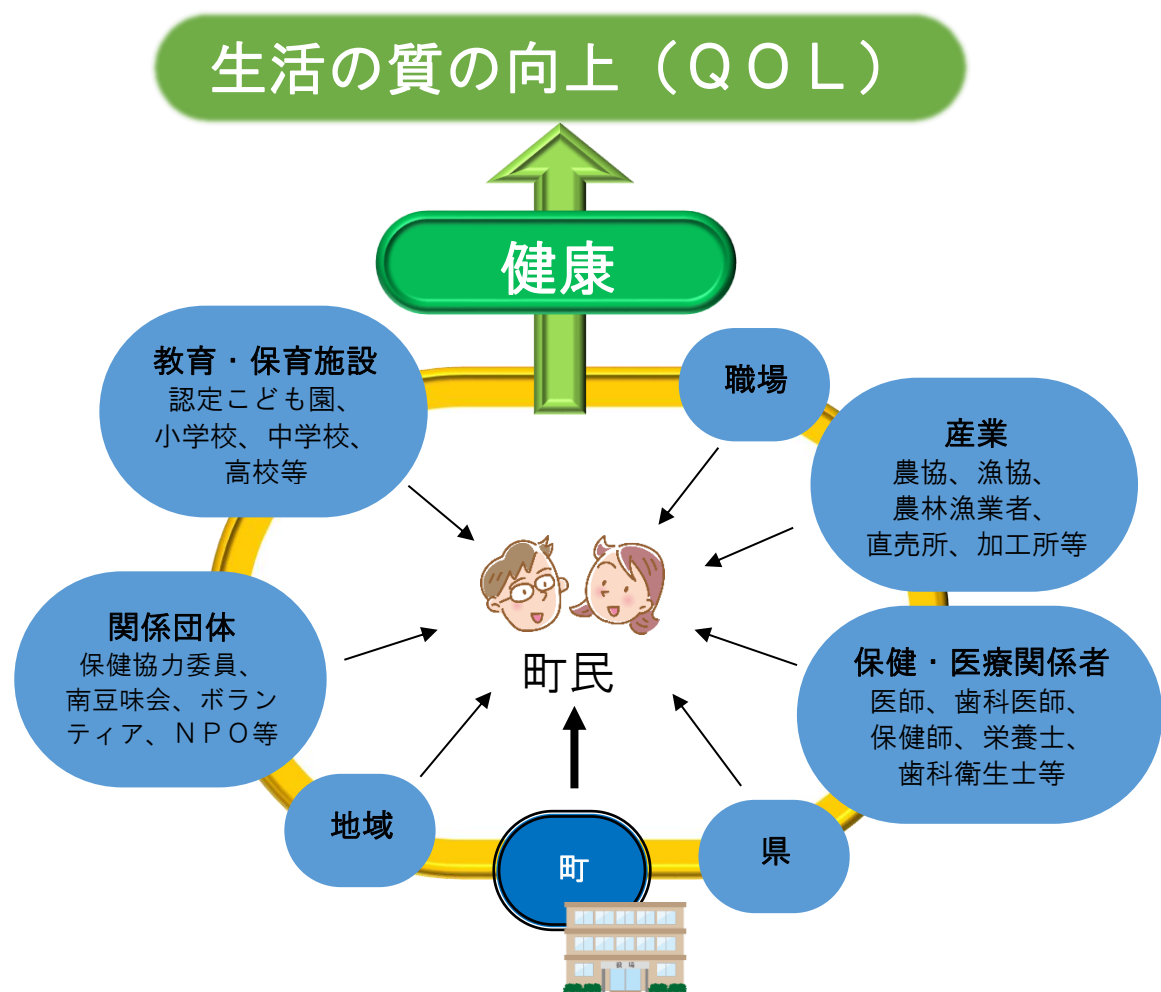 生活の質の向上（ＱＯＬ）
健康
教育・保育施設
認定こども園、
小学校、中学校、
高校等
職場
産業
農協、漁協、
農林漁業者、
直売所、加工所等
関係団体
保健協力委員、
南豆味会、ボラン
ティア、ＮＰＯ等
町民
保健・医療関係者
医師、歯科医師、
保健師、栄養士、
歯科衛生士等
地域
町
県
役場